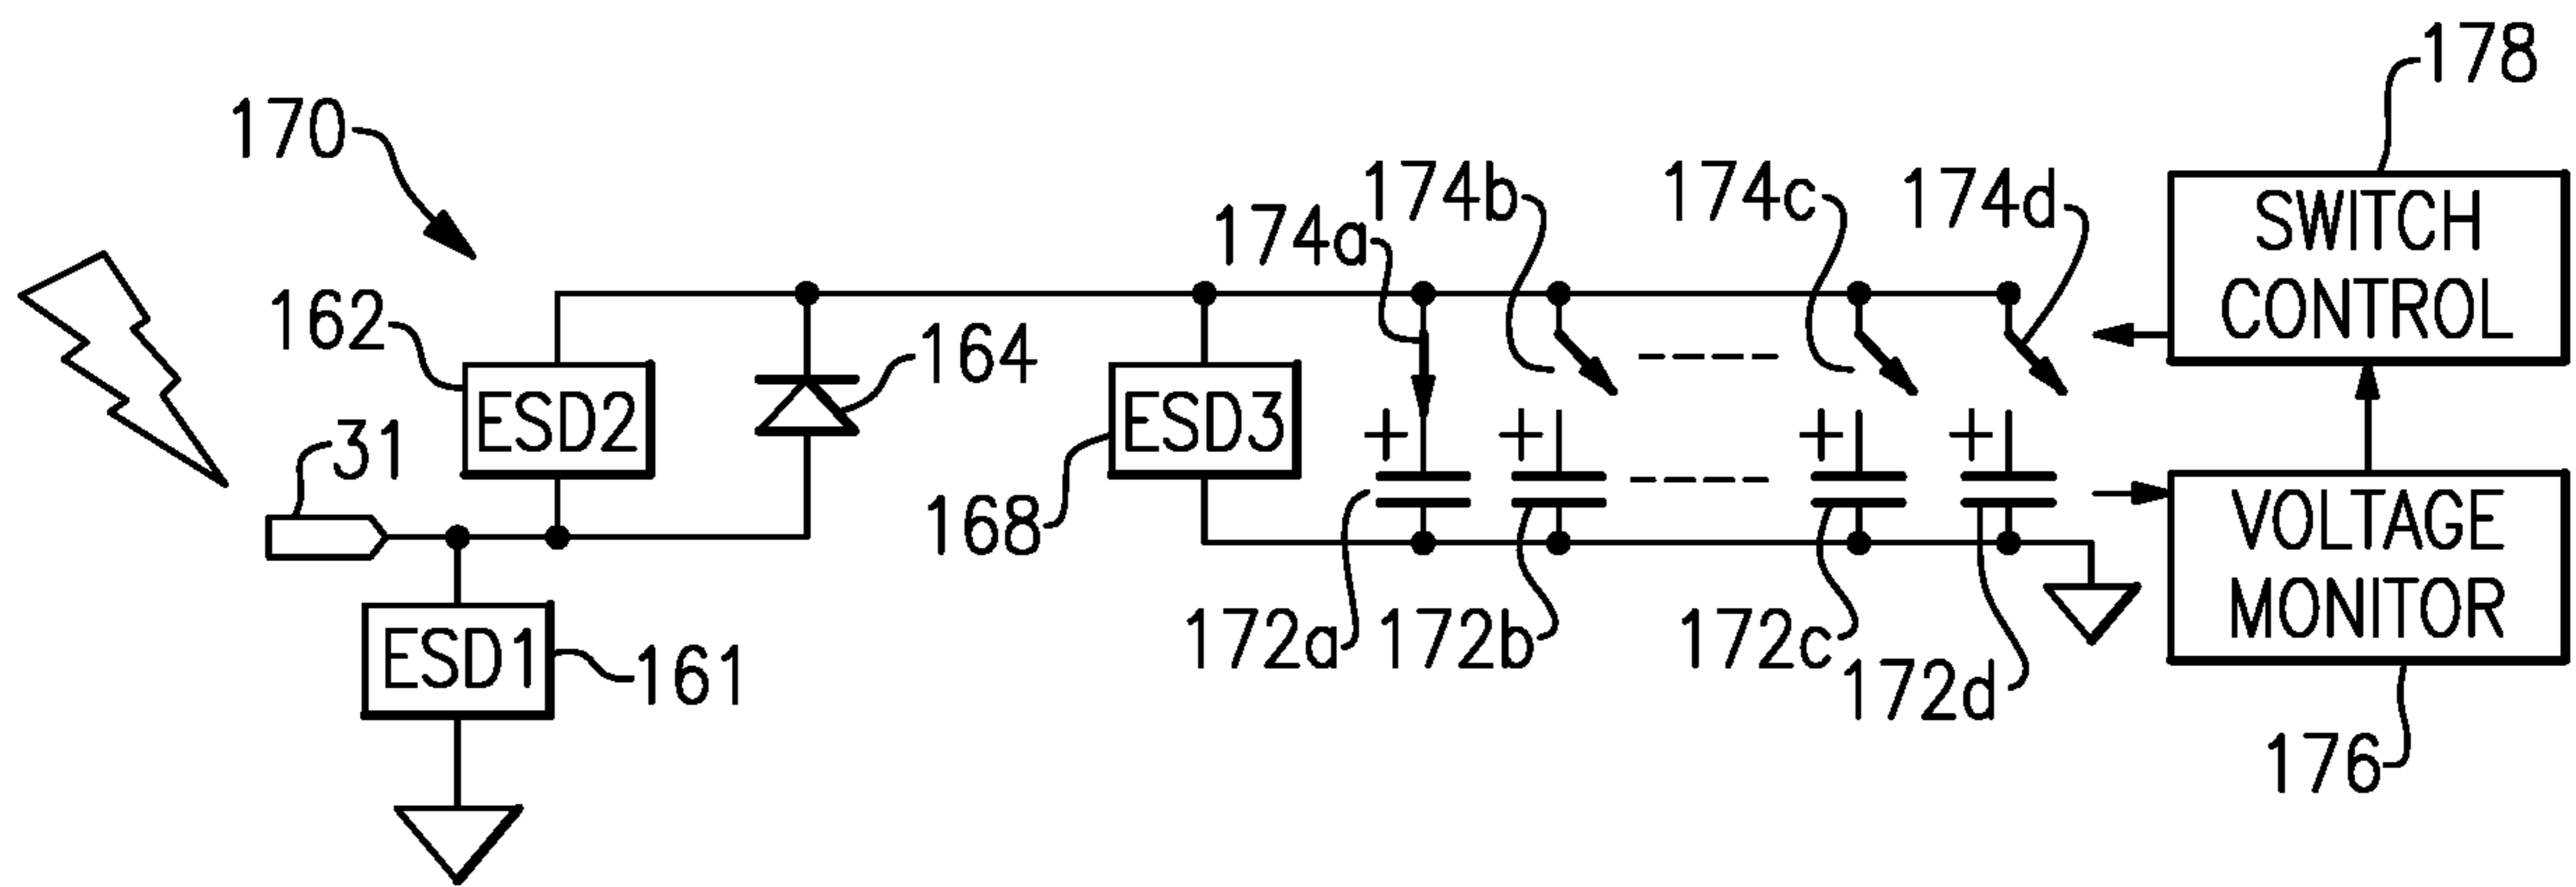 178
170
174b
174c
174d
174a
SWITCH
CONTROL
162
164
ESD2
ESD3
31
+
+
+
+
168
VOLTAGE
MONITOR
172a
172b
172c
172d
ESD1
161
176